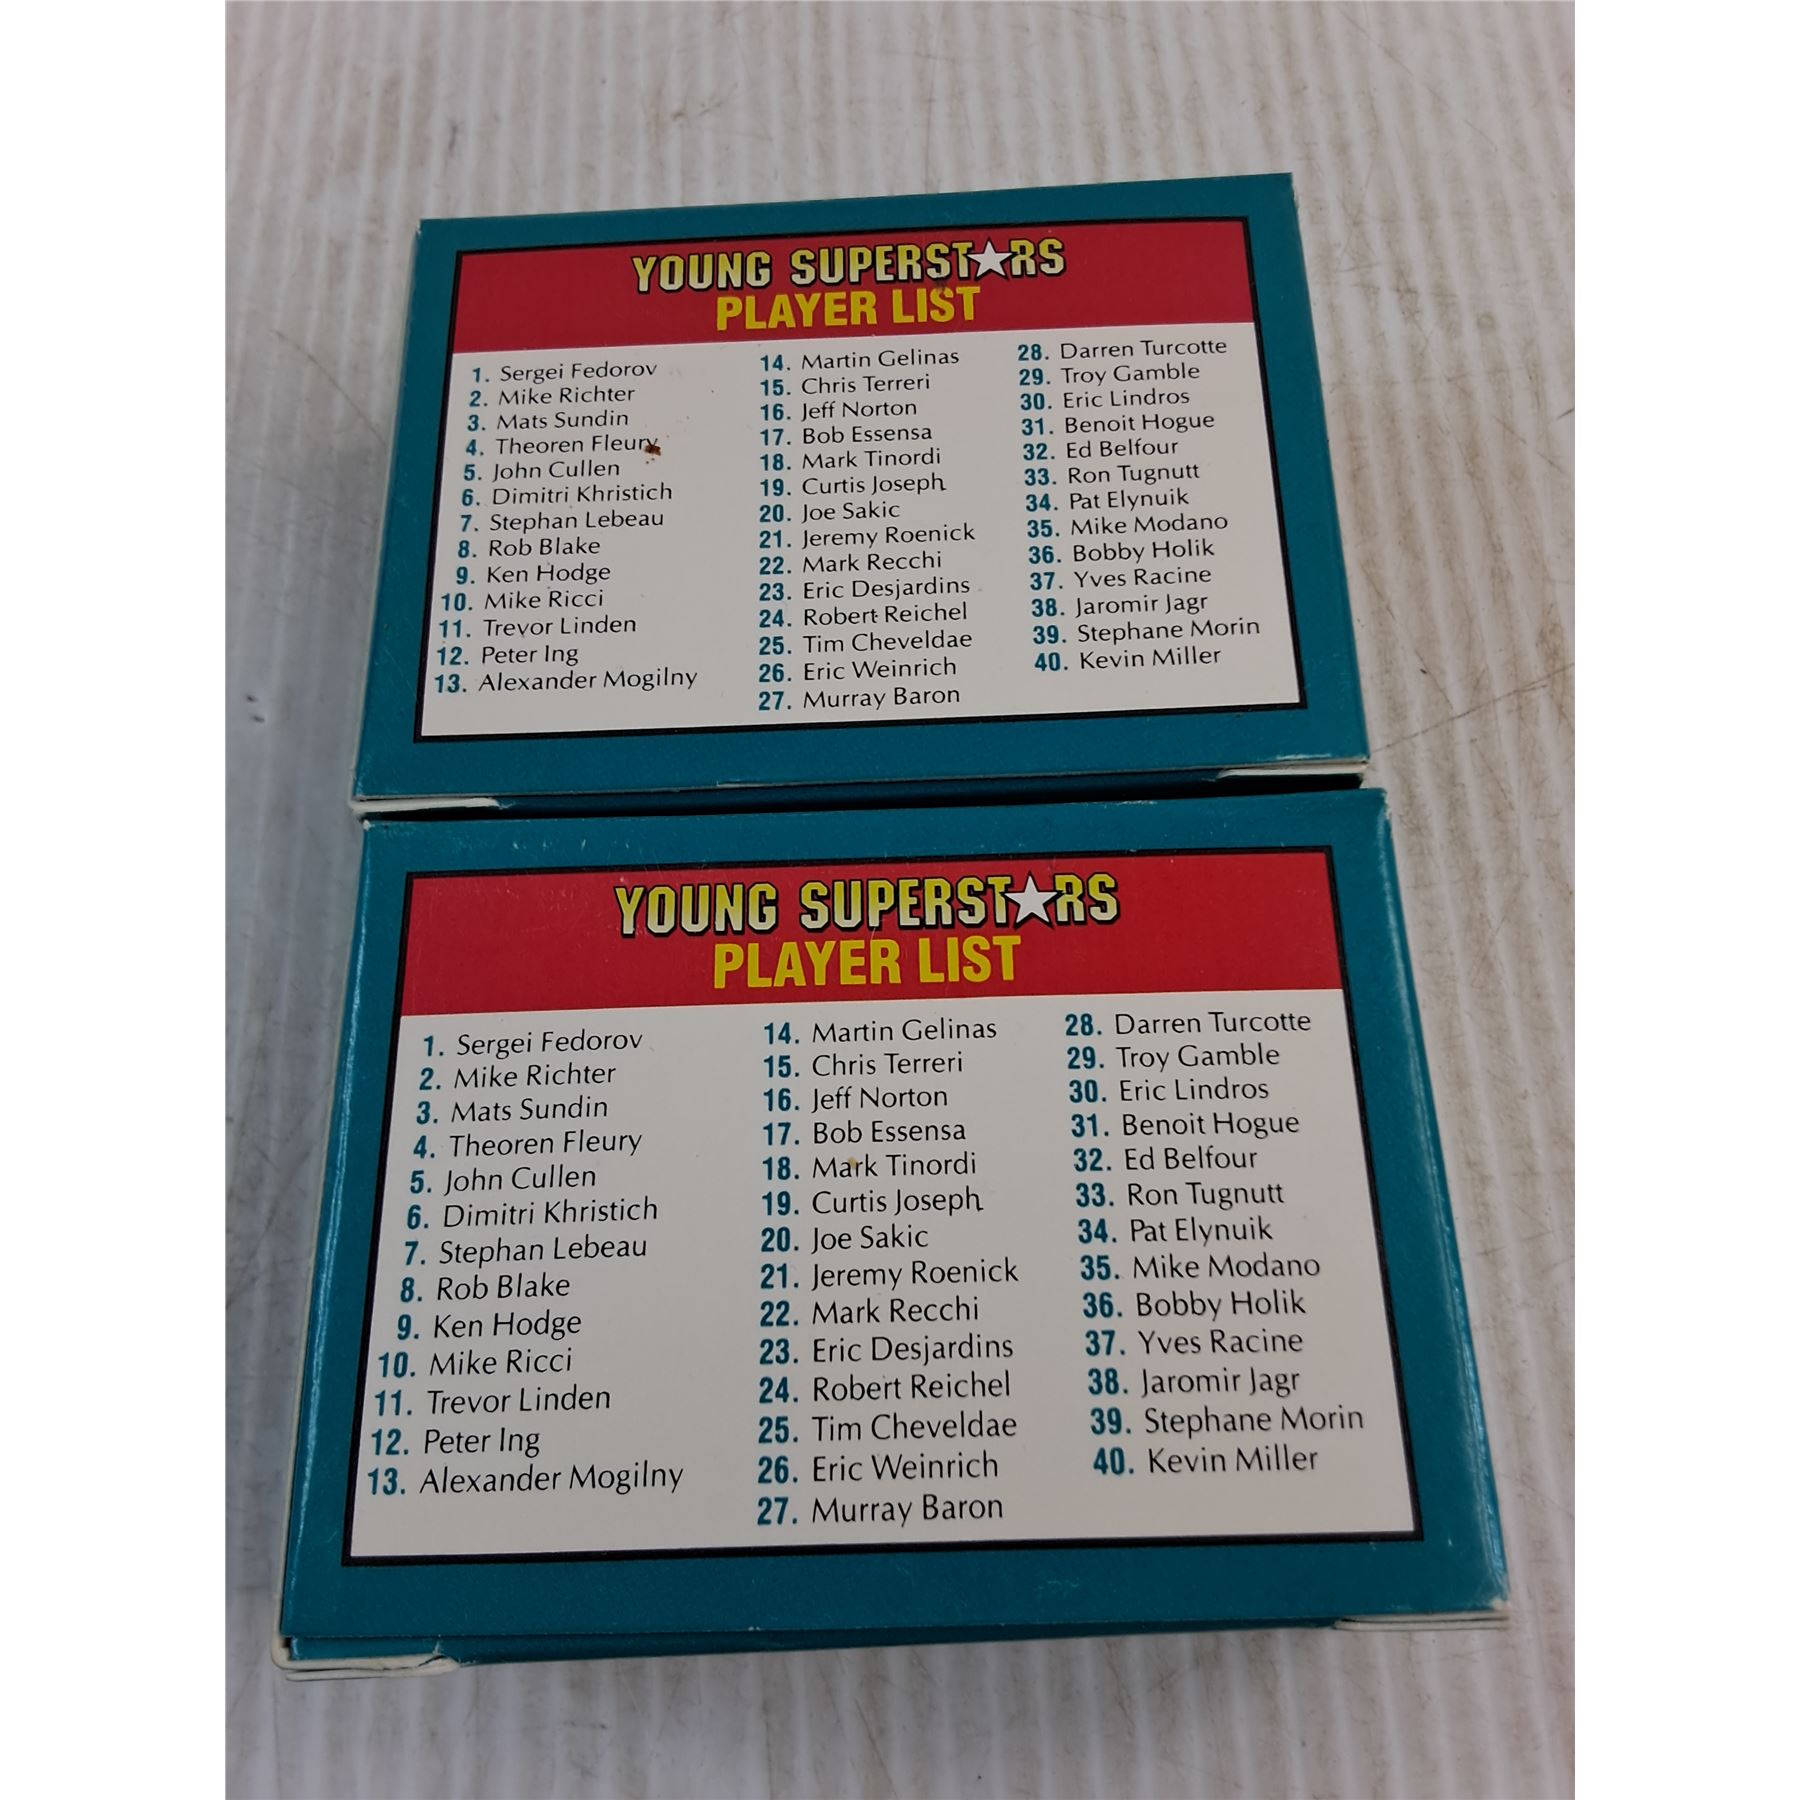 YOUNG SUPERST★RS
PLAYER LIST
1. Sergei Fedorov
2. Mike Richter
3. Mats Sundin
4. Theoren Fleury
5. John Cullen
6. Dimitri Khristich
7. Stephan Lebeau
8. Rob Blake
9. Ken Hodge
10. Mike Ricci
11. Trevor Linden
12. Peter Ing
13. Alexander Mogilny
14. Martin Gelinas
15. Chris Terreri
16. Jeff Norton
17. Bob Essensa
18. Mark Tinordi
19. Curtis Joseph
20. Joe Sakic
21. Jeremy Roenick
22. Mark Recchi
23. Eric Desjardins
24. Robert Reichel
25. Tim Cheveldae
26. Eric Weinrich
27. Murray Baron
28. Darren Turcotte
29. Troy Gamble
30. Eric Lindros
31. Benoit Hogue
32. Ed Belfour
33. Ron Tugnutt
34. Pat Elynuik
35. Mike Modano
36. Bobby Holik
37. Yves Racine
38. Jaromir Jagr
39. Stephane Morin
40. Kevin Miller
YOUNG SUPERST★RS
PLAYER LIST
1. Sergei Fedorov
2. Mike Richter
3. Mats Sundin
4. Theoren Fleury
5. John Cullen
6. Dimitri Khristich
7. Stephan Lebeau
8. Rob Blake
9. Ken Hodge
10. Mike Ricci
11. Trevor Linden
12. Peter Ing
13. Alexander Mogilny
14. Martin Gelinas
15. Chris Terreri
16. Jeff Norton
17. Bob Essensa
18. Mark Tinordi
19. Curtis Joseph
20. Joe Sakic
21. Jeremy Roenick
22. Mark Recchi
23. Eric Desjardins
24. Robert Reichel
25. Tim Cheveldae
26. Eric Weinrich
27. Murray Baron
28. Darren Turcotte
29. Troy Gamble
30. Eric Lindros
31. Benoit Hogue
32. Ed Belfour
33. Ron Tugnutt
34. Pat Elynuik
35. Mike Modano
36. Bobby Holik
37. Yves Racine
38. Jaromir Jagr
39. Stephane Morin
40. Kevin Miller